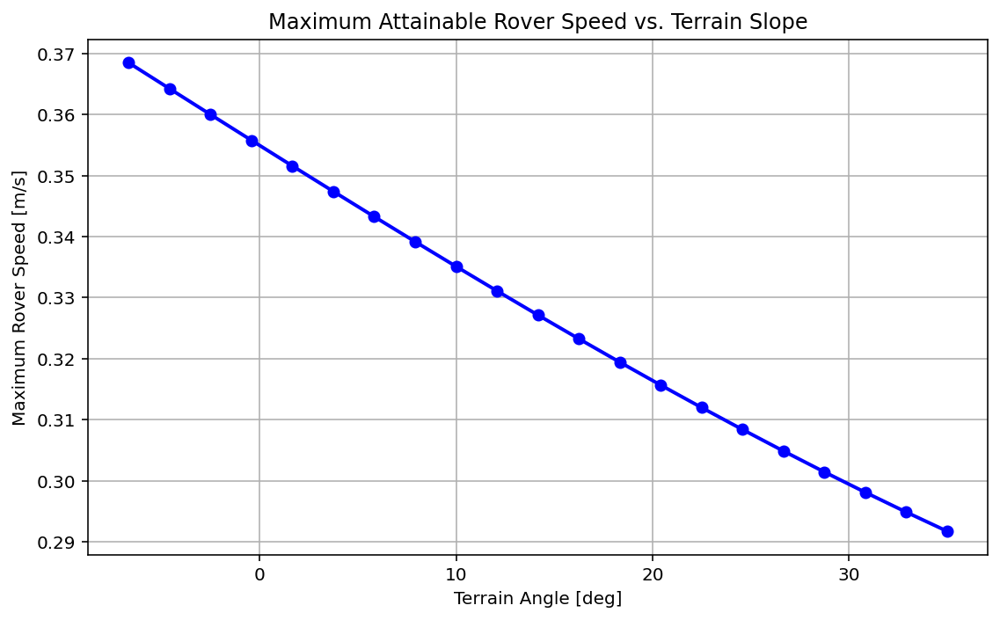 Maximum Attainable Rover Speed vs. Terrain Slope
Maximum Rover Speed [m/s]
0.37
0.36
0.35
0.34
0.33
0.32
0.31
0.30
0.29
0 10 20 30
Terrain Angle [deg]